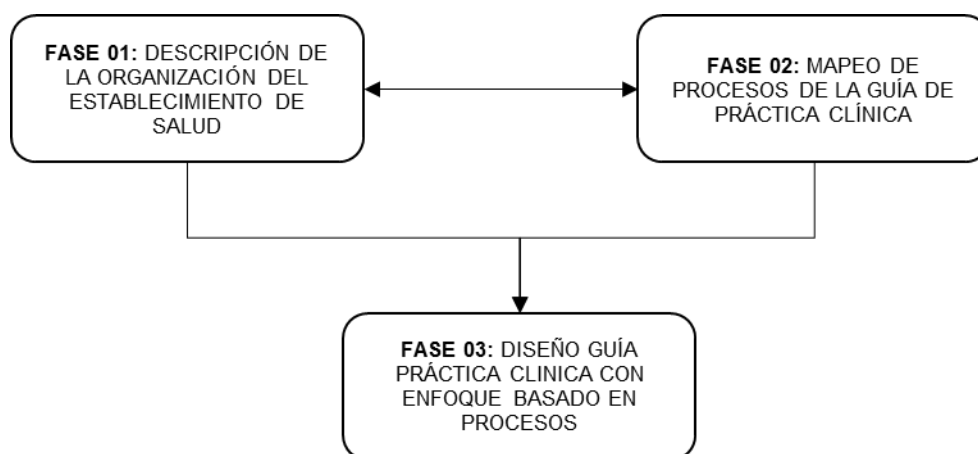 FASE 01: DESCRIPCIÓN DE
LA ORGANIZACIÓN DEL
ESTABLECIMIENTO DE
SALUD
FASE 02: MAPEO DE
PROCESOS DE LA GUÍA DE
PRÁCTICA CLÍNICA
FASE 03: DISEÑO GUÍA
PRÁCTICA CLINICA CON
ENFOQUE BASADO EN
PROCESOS